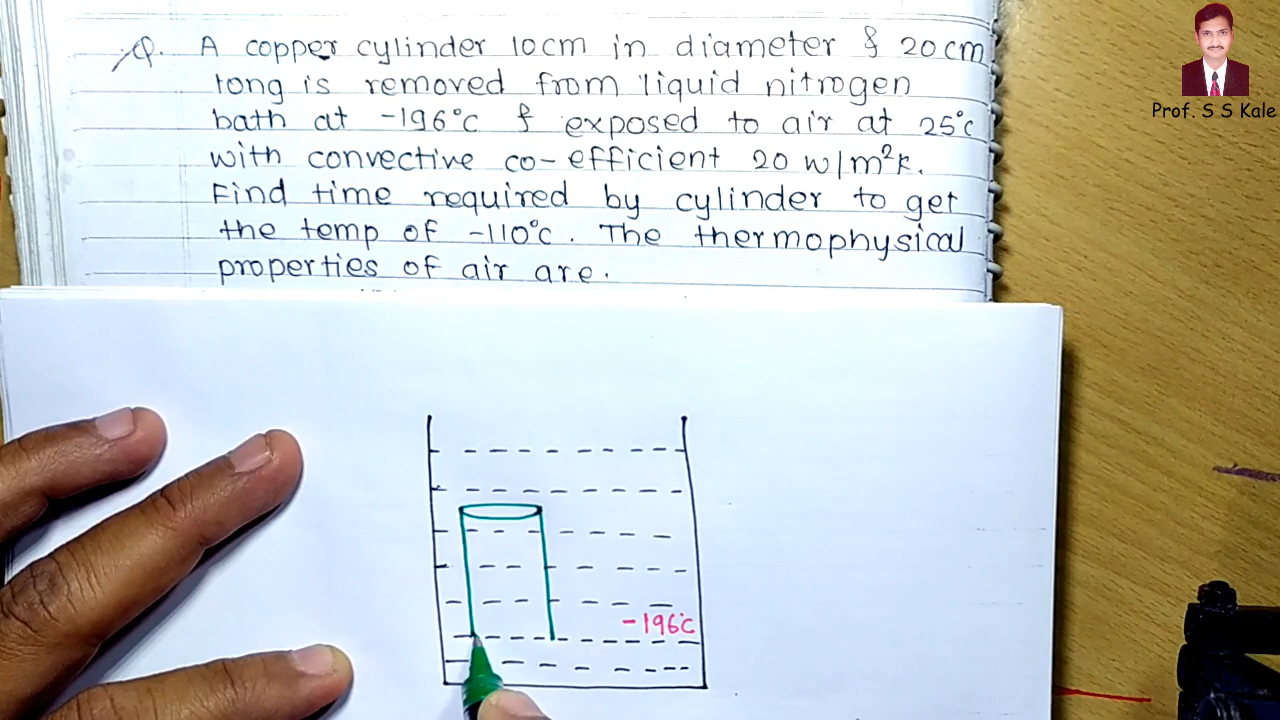 Q. A copper cylinder 10cm in diameter & 20cm
long is removed from liquid nitrogen
bath at -196°c & exposed to air at 25°c
with convective co-efficient 20 w/m²k.
Find time required by cylinder to get
the temp of -110°c. The thermophysical
properties of air are.
Prof. S S Kale
-196°c